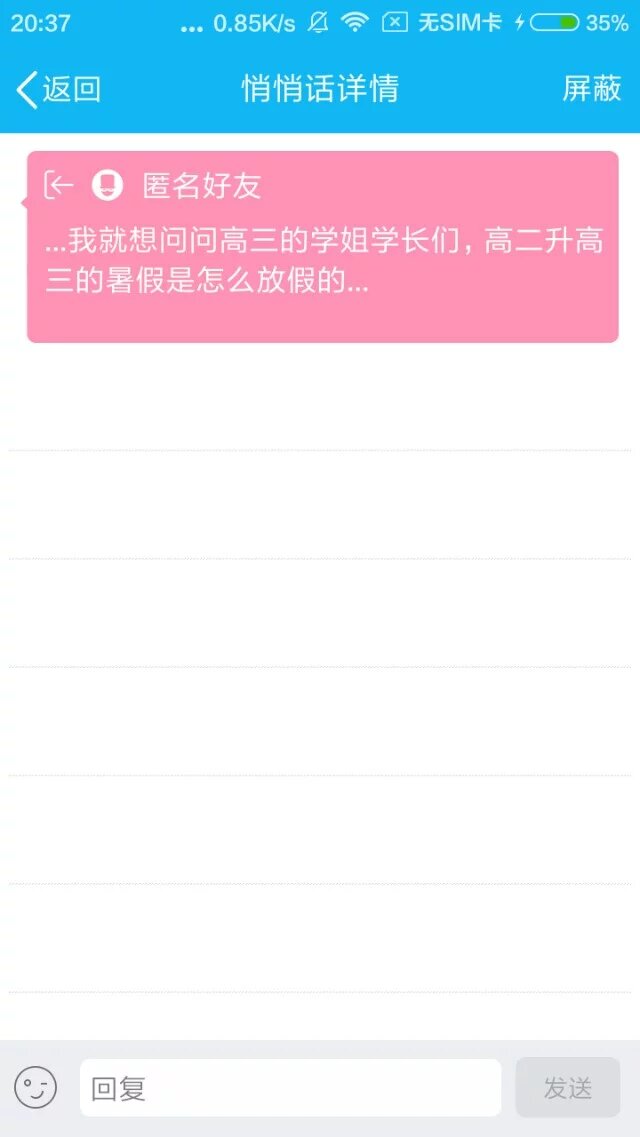 20:37 ... 0.85K/s 无SIM卡 35%
返回 悄悄话详情 屏蔽
匿名好友
...我就想问问高三的学姐学长们，高二升高
三的暑假是怎么放假的...
回复 发送